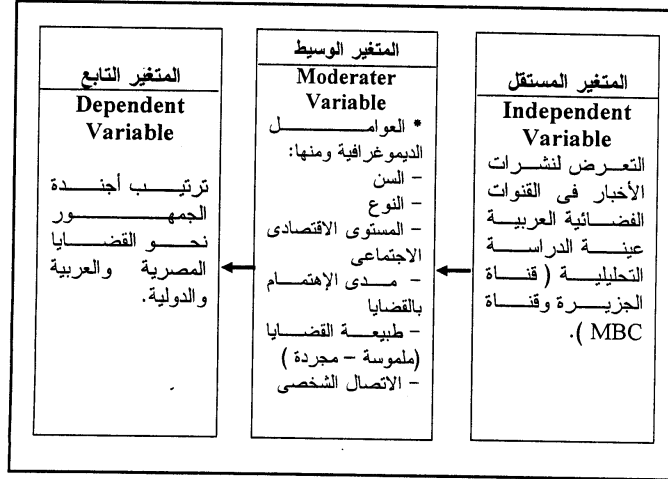 المتغير المستقل
Independent
Variable
التعرض لنشرات
الأخبار فى القنوات
الفضائية العربية
عينة الدراسة
التحليلية ( قناة
الجزيرة وقناة
MBC ).
المتغير الوسيط
Moderater
Variable
* العوامل
الديموغرافية ومنها:
– السن
– النوع
– المستوى الاقتصادى
الاجتماعى
– مدى الإهتمام
بالقضايا
– طبيعة القضايا
(ملموسة – مجردة )
– الاتصال الشخصى
المتغير التابع
Dependent
Variable
ترتيب أجندة
الجمهور
نحو القضايا
المصرية والعربية
والدولية.